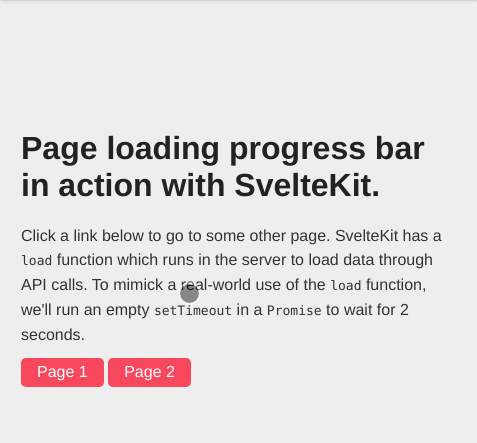 Page loading progress bar
in action with SvelteKit.
Click a link below to go to some other page. SvelteKit has a
load function which runs in the server to load data through
API calls. To mimick a real-world use of the load function,
we'll run an empty setTimeout in a Promise to wait for 2
seconds.
Page 1 Page 2